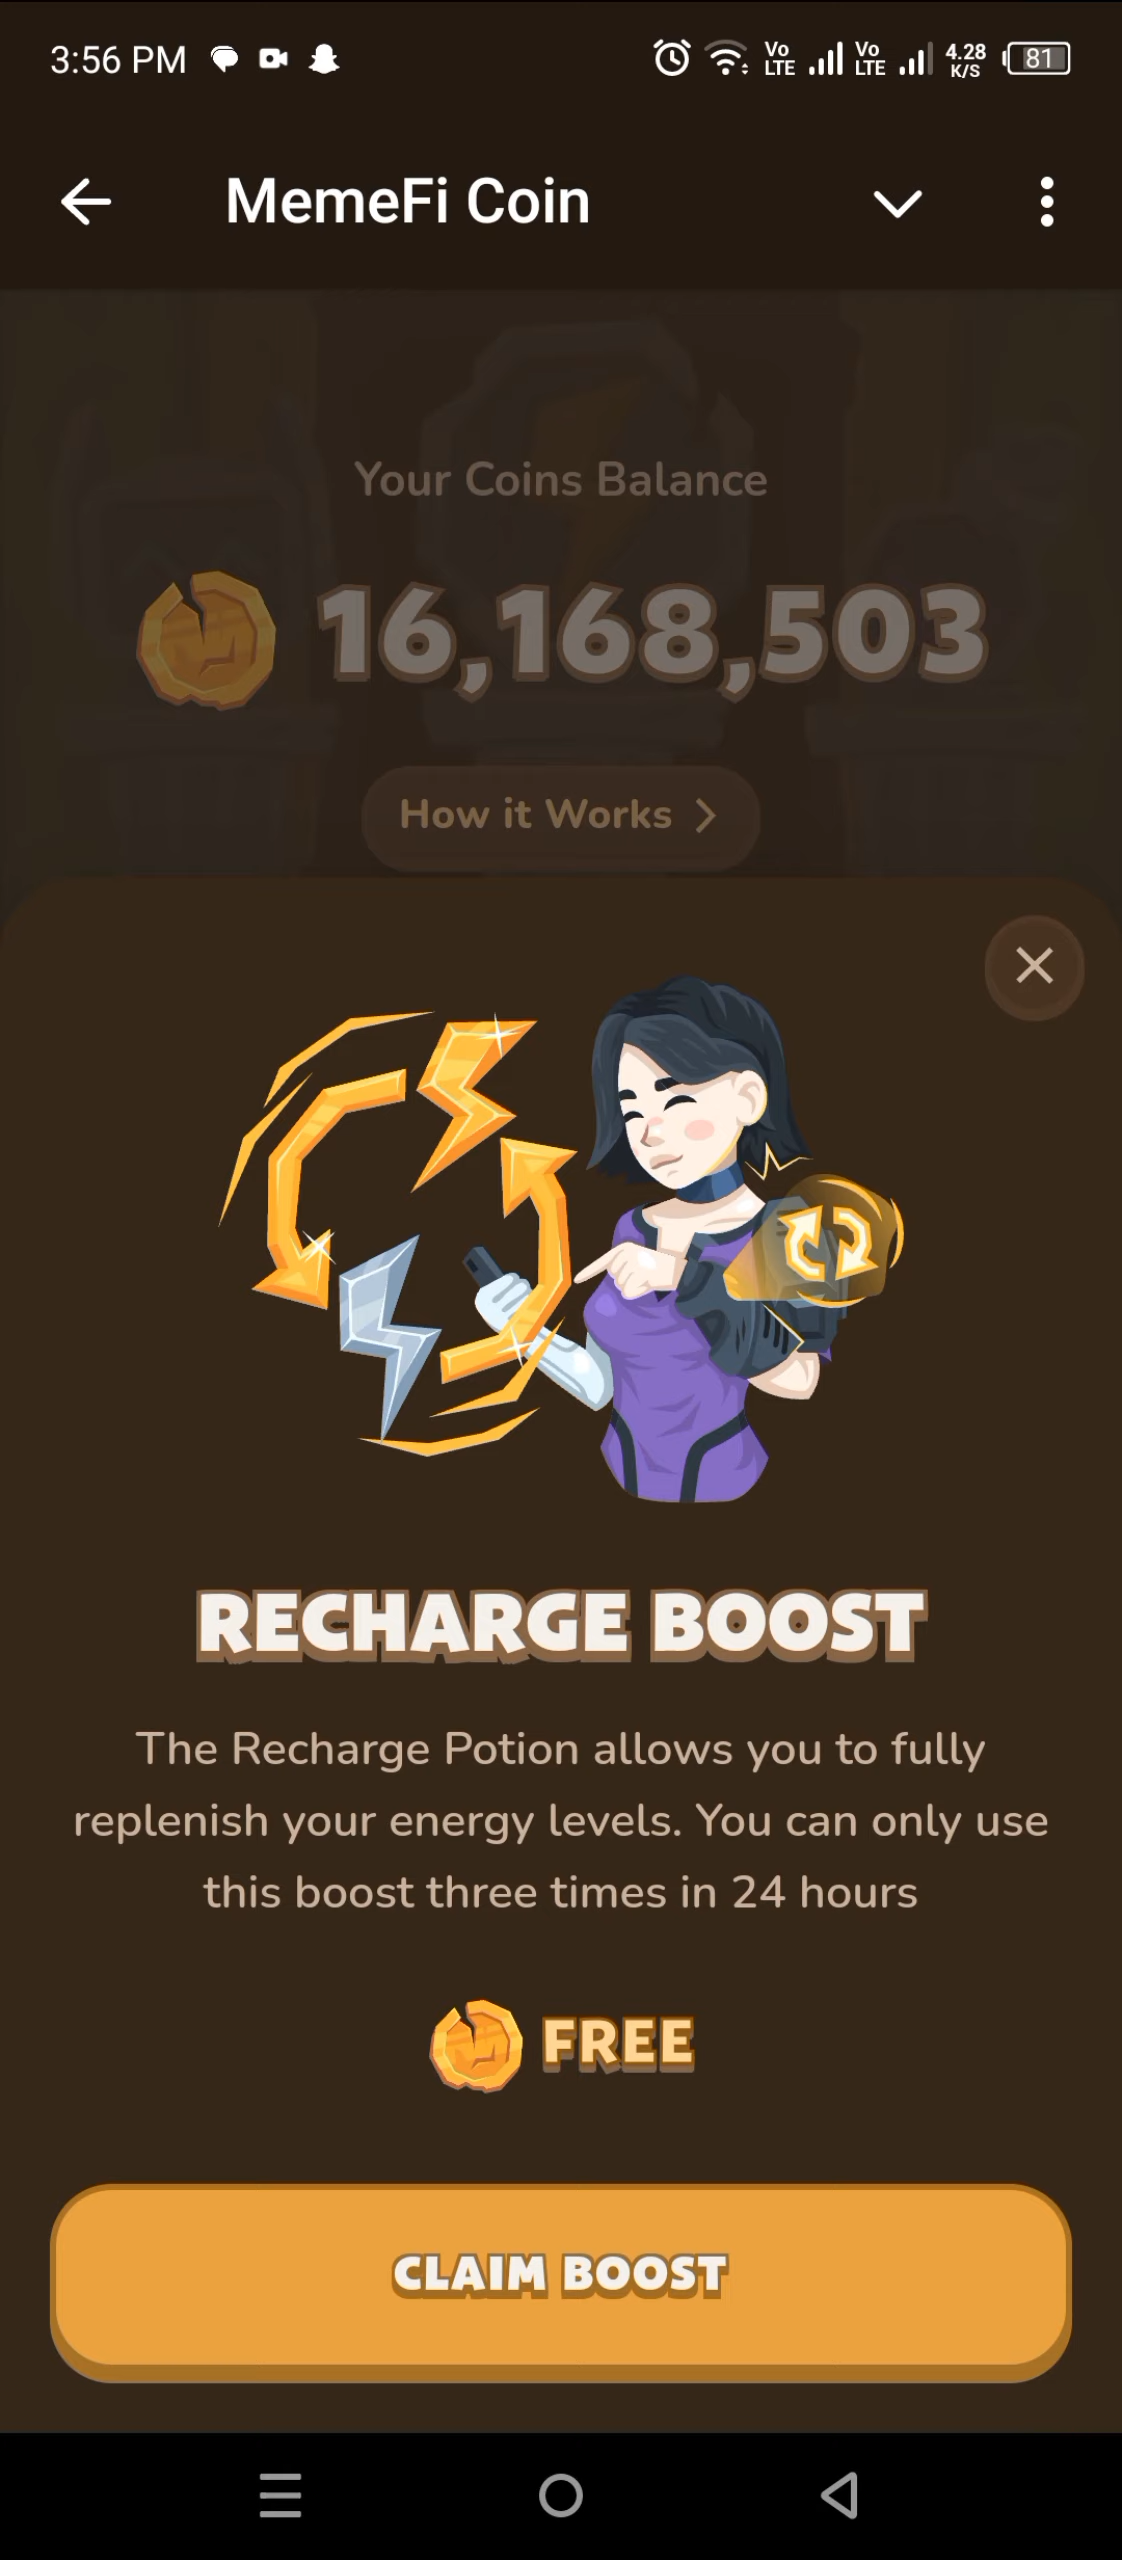 3:56 PM
Vo LTE Vo LTE 4.28 K/S 81
MemeFi Coin
Your Coins Balance
16,168,503
How it Works
RECHARGE BOOST
The Recharge Potion allows you to fully
replenish your energy levels. You can only use
this boost three times in 24 hours
FREE
CLAIM BOOST